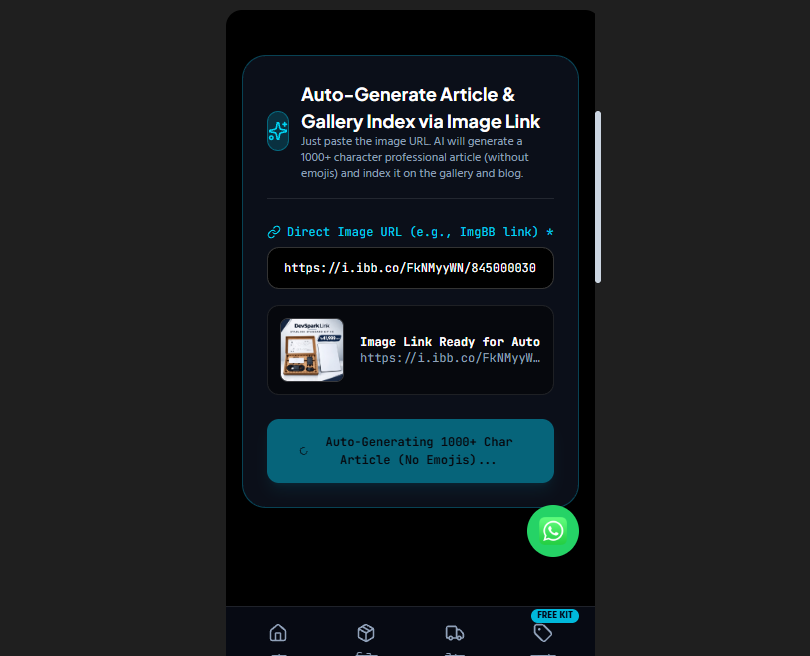 Auto-Generate Article &
Gallery Index via Image Link
Just paste the image URL. AI will generate a
1000+ character professional article (without
emojis) and index it on the gallery and blog.
Direct Image URL (e.g., ImgBB link) *
https://i.ibb.co/FkNMyyWN/845000030
DevSpark Link
Image Link Ready for Auto
https://i.ibb.co/FkNMyyW…
Auto-Generating 1000+ Char
Article (No Emojis)...
FREE KIT